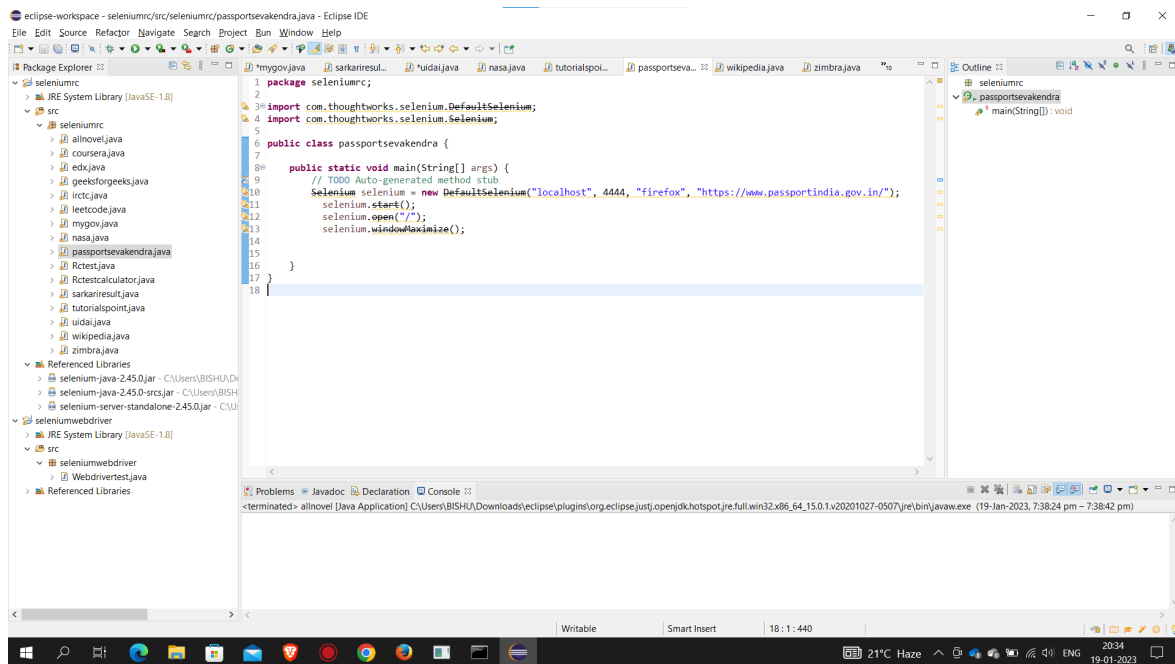 eclipse-workspace - seleniumrc/src/seleniumrc/passportsevakendra.java - Eclipse IDE
File Edit Source Refactor Navigate Search Project Run Window Help
Package Explorer
seleniumrc
JRE System Library [JavaSE-1.8]
src
seleniumrc
allnovel.java
coursera.java
edx.java
geeksforgeeks.java
irctc.java
leetcode.java
mygov.java
nasa.java
passportsevakendra.java
Rctest.java
Rctestcalculator.java
sarkariresult.java
tutorialspoint.java
uidai.java
wikipedia.java
zimbra.java
Referenced Libraries
selenium-java-2.45.0.jar - C:\Users\BISHU\Do
selenium-java-2.45.0-srcs.jar - C:\Users\BISH
selenium-server-standalone-2.45.0.jar - C:\Us
seleniumwebdriver
JRE System Library [JavaSE-1.8]
src
seleniumwebdriver
Webdrivertest.java
Referenced Libraries
*mygov.java sarkariresul... *uidai.java nasa.java tutorialspoi... passportseva... wikipedia.java zimbra.java »10
1 package seleniumrc;
2
3 import com.thoughtworks.selenium.DefaultSelenium;
4 import com.thoughtworks.selenium.Selenium;
5
6 public class passportsevakendra {
7
8 public static void main(String[] args) {
9 // TODO Auto-generated method stub
10 Selenium selenium = new DefaultSelenium("localhost", 4444, "firefox", "https://www.passportindia.gov.in/");
11 selenium.start();
12 selenium.open("/");
13 selenium.windowMaximize();
14
15
16 }
17 }
18
Outline
seleniumrc
passportsevakendra
main(String[]) : void
Problems Javadoc Declaration Console
<terminated> allnovel [Java Application] C:\Users\BISHU\Downloads\eclipse\plugins\org.eclipse.justj.openjdk.hotspot.jre.full.win32.x86_64_15.0.1.v20201027-0507\jre\bin\javaw.exe (19-Jan-2023, 7:38:24 pm – 7:38:42 pm)
Writable Smart Insert 18 : 1 : 440
21°C Haze ENG 20:34
19-01-2023